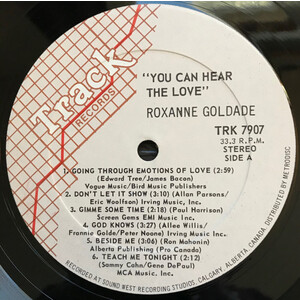 Track
RECORDS
"YOU CAN HEAR
THE LOVE"
ROXANNE GOLDADE
TRK 7907
33.3 R.P.M.
STEREO
SIDE A
1. GOING THROUGH EMOTIONS OF LOVE (2:59)
(Edward Tree/James Bacon)
Vogue Music/Bird Music Publishers
2. DON'T LET IT SHOW (4:20) (Allan Parsons/
Eric Woolfson) Irving Music Inc.
3. GIMME SOME TIME (2:18) (Paul Harrison)
Screen Gems EMI Music Inc.
4. GOD KNOWS (3:27) (Allee Willis/
Franne Golde/Peter Noone) Irving Music Inc.
5. BESIDE ME (3:06) (Ron Mahonin)
Alberta Publishing (Pro Canada)
6. TEACH ME TONIGHT (2:12)
(Sammy Cahn/Gene DePaul)
MCA Music Inc.
RECORDED AT SOUND WEST RECORDING STUDIOS, CALGARY, ALBERTA, CANADA. DISTRIBUTED BY METRODISC